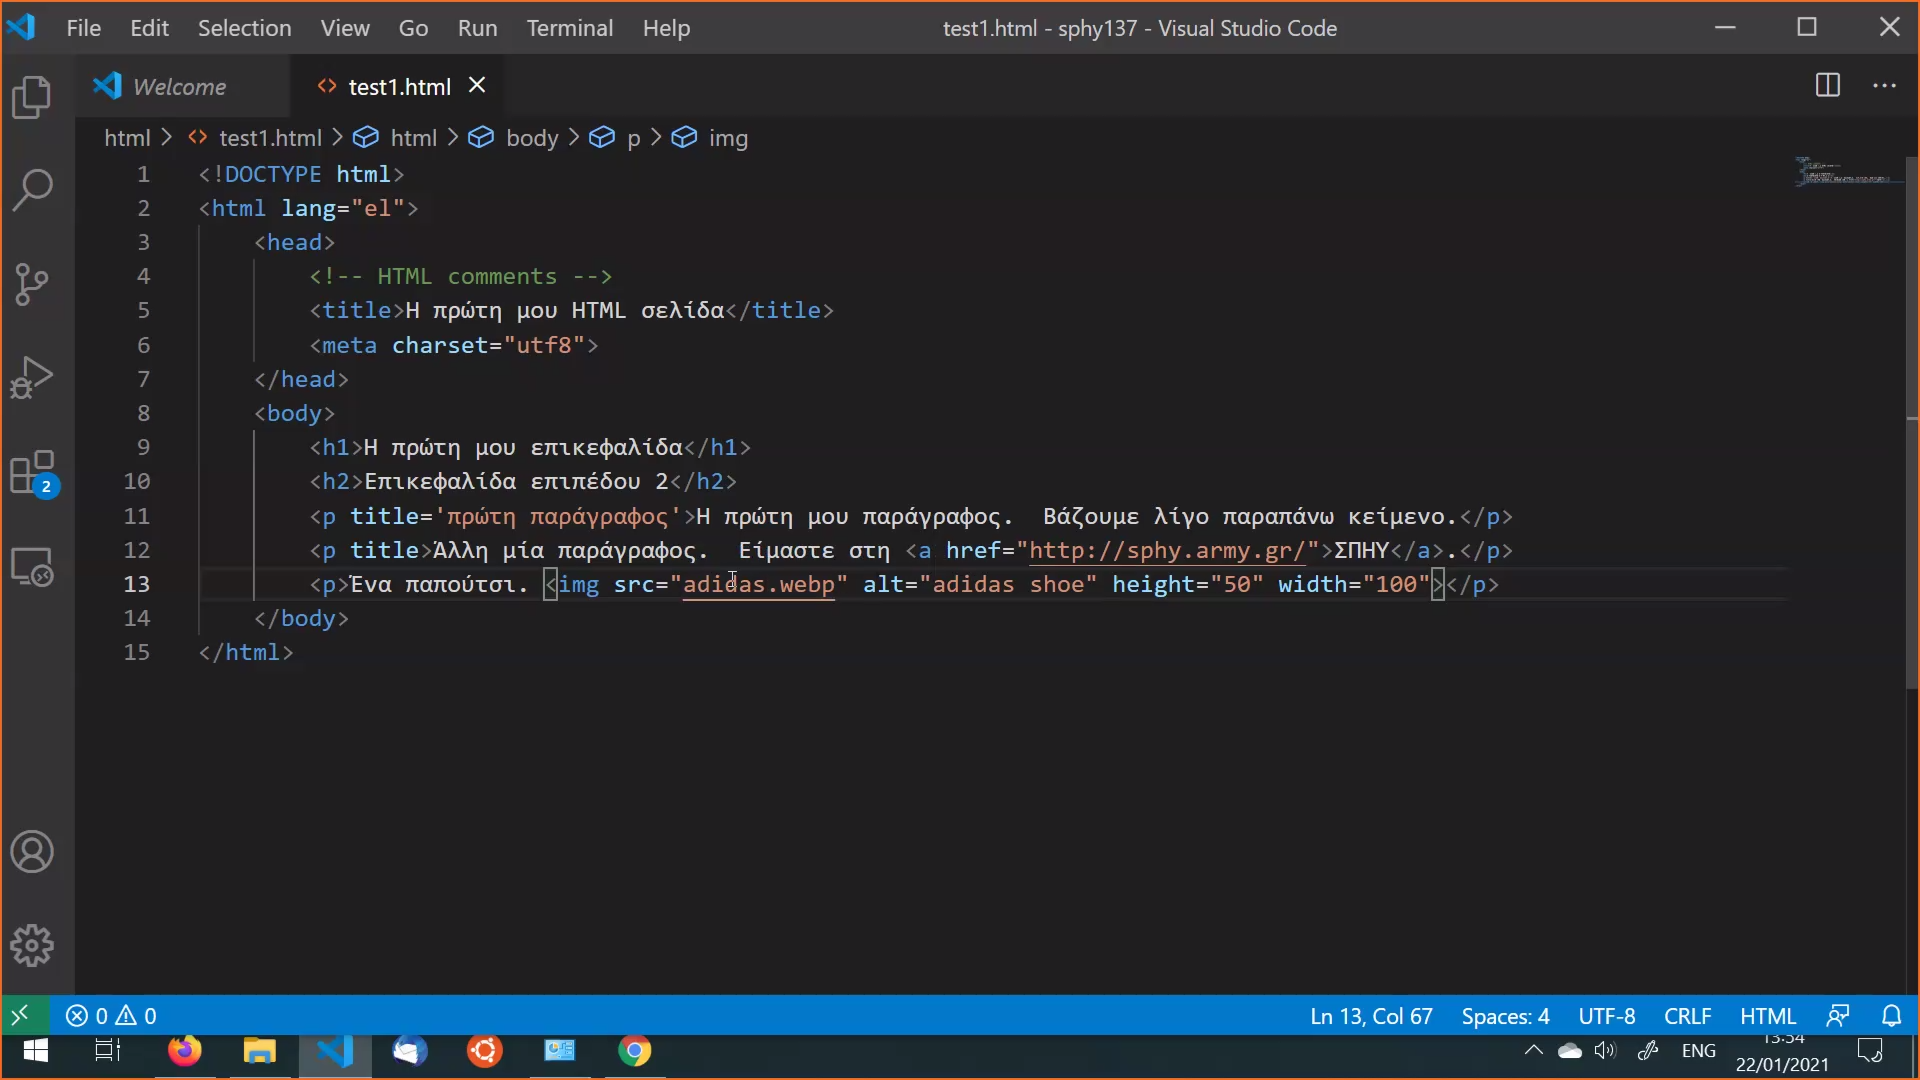 File Edit Selection View Go Run Terminal Help test1.html - sphy137 - Visual Studio Code
Welcome test1.html
html > test1.html > html > body > p > img
1 <!DOCTYPE html>
2 <html lang="el">
3 <head>
4 <!-- HTML comments -->
5 <title>Η πρώτη μου HTML σελίδα</title>
6 <meta charset="utf8">
7 </head>
8 <body>
9 <h1>Η πρώτη μου επικεφαλίδα</h1>
10 <h2>Επικεφαλίδα επιπέδου 2</h2>
11 <p title='πρώτη παράγραφος'>Η πρώτη μου παράγραφος.  Βάζουμε λίγο παραπάνω κείμενο.</p>
12 <p title>Άλλη μία παράγραφος.  Είμαστε στη <a href="http://sphy.army.gr/">ΣΠΗΥ</a>.</p>
13 <p>Ένα παπούτσι. <img src="adidas.webp" alt="adidas shoe" height="50" width="100"></p>
14 </body>
15 </html>
2
0 0 Ln 13, Col 67 Spaces: 4 UTF-8 CRLF HTML
ENG 13:54
22/01/2021